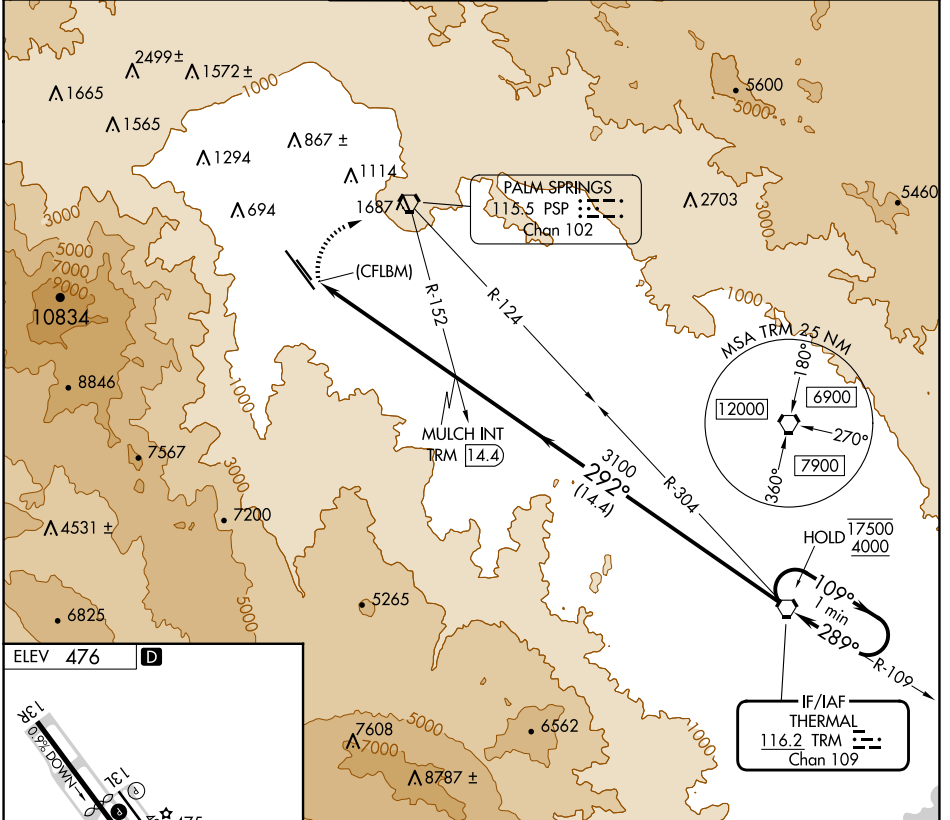 2499 ±
1572 ±
1665
1000
5600
5000
1565
867 ±
1294
1114
PALM SPRINGS
115.5 PSP
Chan 102
2703
5460
3000
3000
694
1687
5000
7000
9000
(CFLBM)
10834
R-152
R-124
1000
MSA TRM 25 NM
180°
6900
12000
270°
7900
360°
8846
1000
MULCH INT
TRM 14.4
7567
3100
292°
(14.4)
R-304
3000
7200
4531 ±
HOLD 17500
4000
109°
1 min
289°
R-109
5265
6825
5000
ELEV 476 D
IF/IAF
THERMAL
116.2 TRM
Chan 109
5000
7608
7000
6562
1000
8787 ±
13R
0.9% DOWN
13L
P
P